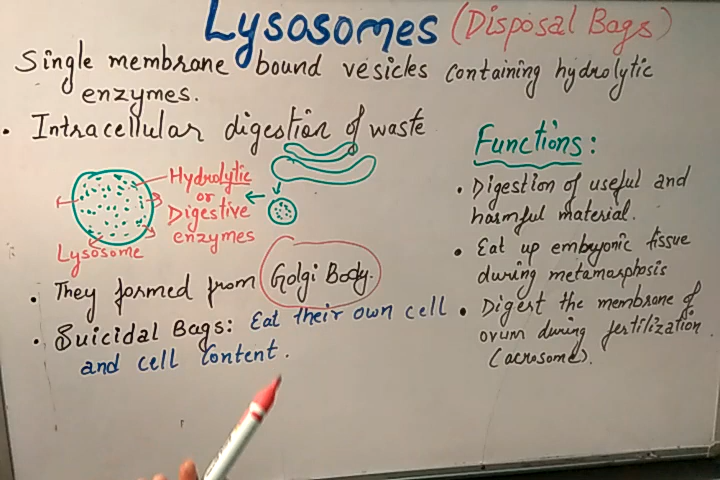 Lysosomes (Disposal Bags)
Single membrane bound vesicles containing hydrolytic
enzymes.
• Intracellular digestion of waste
Hydrolytic
or
Digestive
enzymes
Lysosome
• They formed from Golgi Body.
• Suicidal Bags: Eat their own cell
and cell content.
Functions:
• Digestion of useful and
harmful material.
• Eat up embryonic tissue
during metamorphosis
• Digest the membrane of
ovum during fertilization
(acrosome).